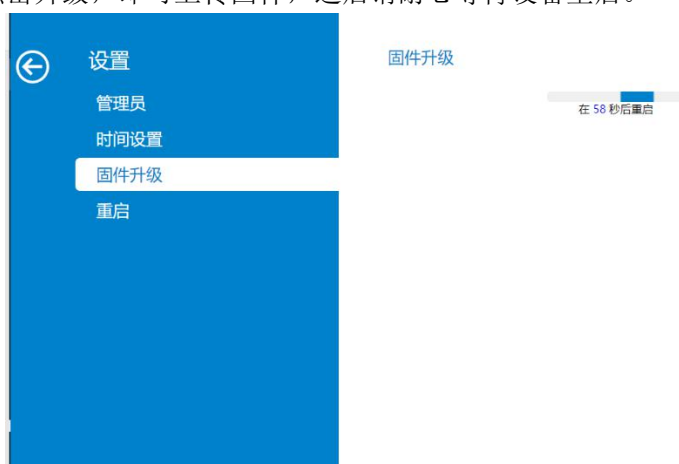 设置
管理员
时间设置
固件升级
重启
固件升级
在 58 秒后重启